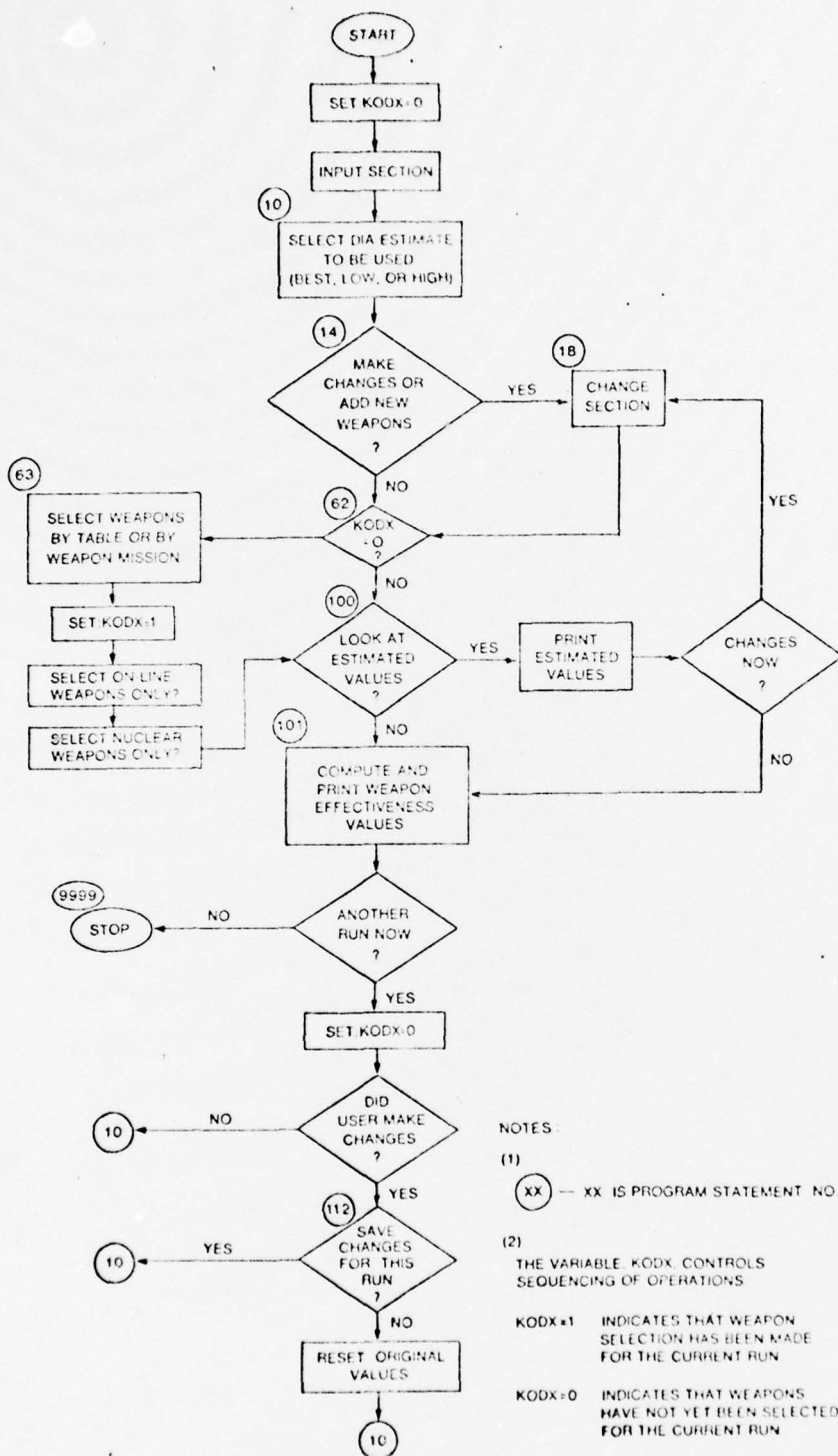 START
SET KODX=0
INPUT SECTION
10
SELECT DIA ESTIMATE
TO BE USED
(BEST, LOW, OR HIGH)
14
MAKE
CHANGES OR
ADD NEW
WEAPONS
?
YES
18
CHANGE
SECTION
NO
YES
63
SELECT WEAPONS
BY TABLE OR BY
WEAPON MISSION
62
KODX
=0
?
NO
SET KODX=1
SELECT ON-LINE
WEAPONS ONLY?
SELECT NUCLEAR
WEAPONS ONLY?
100
LOOK AT
ESTIMATED
VALUES
?
YES
PRINT
ESTIMATED
VALUES
CHANGES
NOW
?
NO
NO
101
COMPUTE AND
PRINT WEAPON
EFFECTIVENESS
VALUES
9999
STOP
NO
ANOTHER
RUN NOW
?
YES
SET KODX=0
DID
USER MAKE
CHANGES
?
NO
10
YES
112
SAVE
CHANGES
FOR THIS
RUN
?
YES
10
NO
RESET ORIGINAL
VALUES
10
NOTES:
(1)
XX -- XX IS PROGRAM STATEMENT NO.
(2)
THE VARIABLE, KODX, CONTROLS
SEQUENCING OF OPERATIONS
KODX=1 INDICATES THAT WEAPON
SELECTION HAS BEEN MADE
FOR THE CURRENT RUN
KODX=0 INDICATES THAT WEAPONS
HAVE NOT YET BEEN SELECTED
FOR THE CURRENT RUN